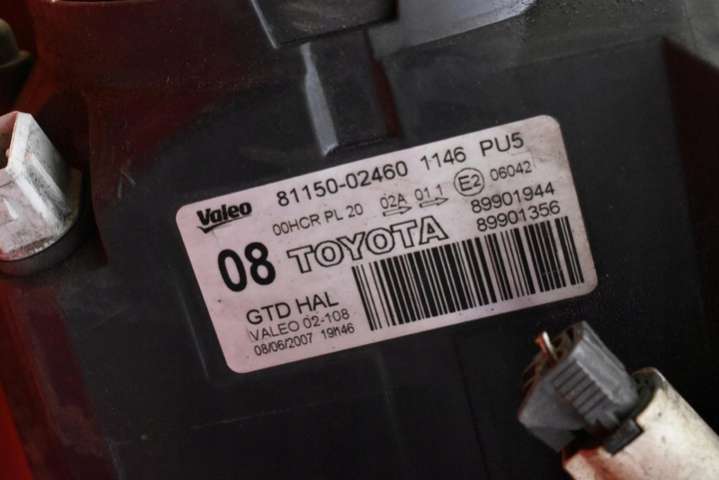 Valeo 81150-02460 1146 PU5
00HCR PL 20 02A 01.1 E2 06042
08 TOYOTA 89901944
89901356
GTD HAL
VALEO 02-108
08/06/2007 19h46